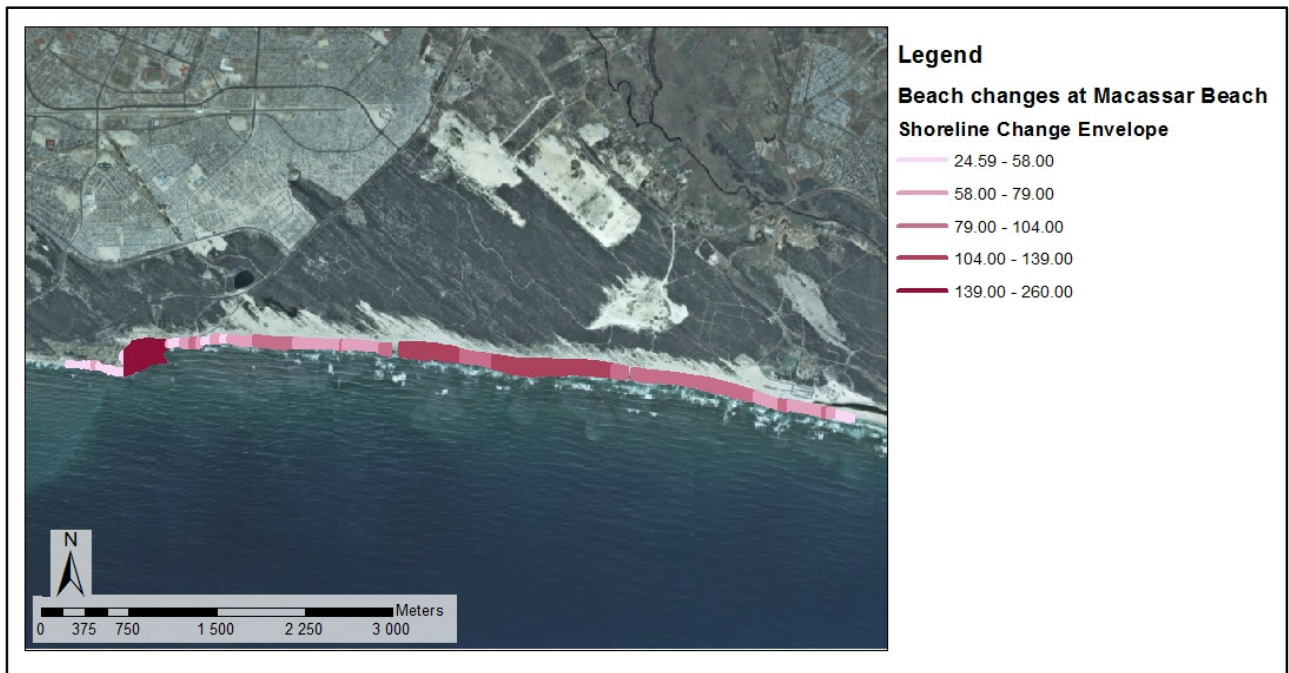 Legend
Beach changes at Macassar Beach
Shoreline Change Envelope
24.59 - 58.00
58.00 - 79.00
79.00 - 104.00
104.00 - 139.00
139.00 - 260.00
N
Meters
0 375 750 1 500 2 250 3 000